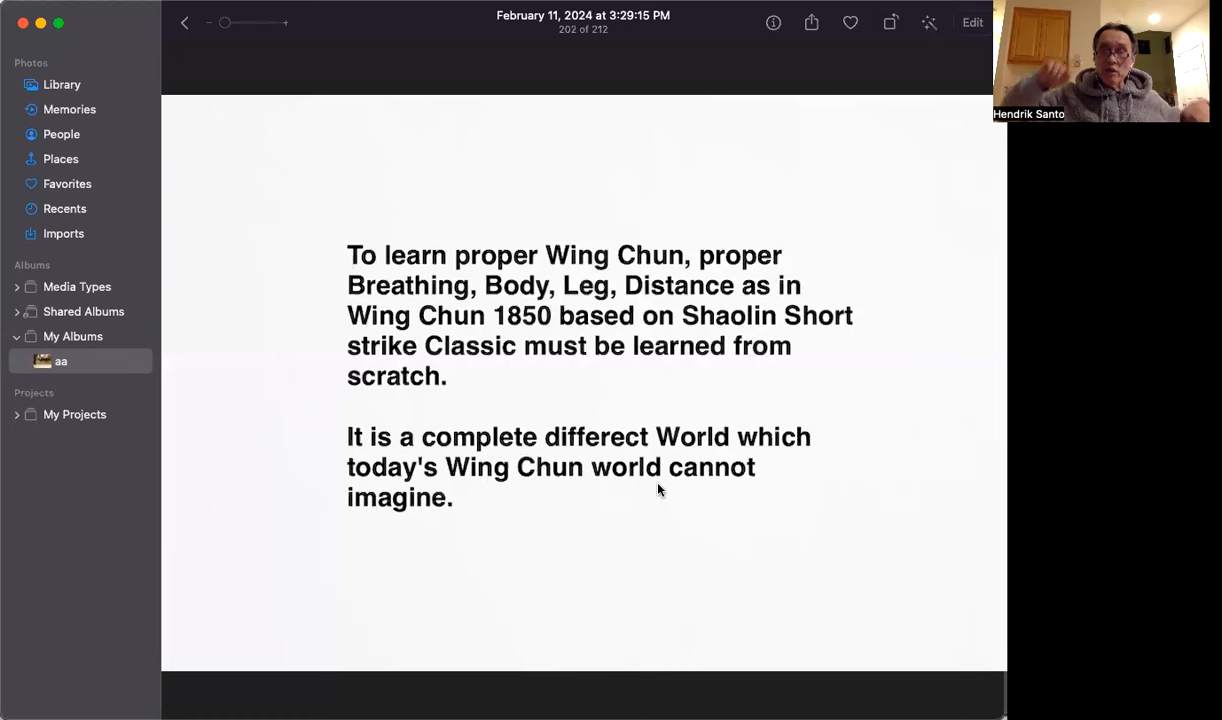 February 11, 2024 at 3:29:15 PM
202 of 212
Edit
Photos
Library
Memories
People
Places
Favorites
Recents
Imports
Albums
Media Types
Shared Albums
My Albums
aa
Projects
My Projects
To learn proper Wing Chun, proper
Breathing, Body, Leg, Distance as in
Wing Chun 1850 based on Shaolin Short
strike Classic must be learned from
scratch.
It is a complete differect World which
today's Wing Chun world cannot
imagine.
Hendrik Santo